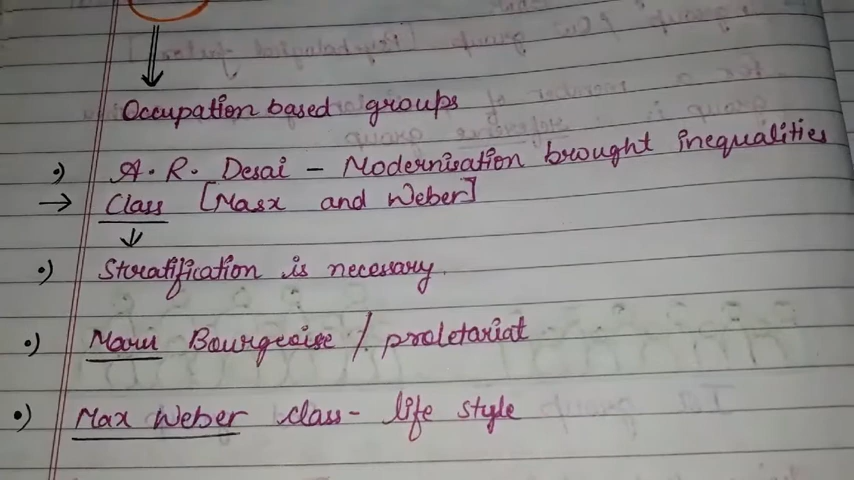 Occupation based groups
•) A. R. Desai – Modernisation brought inequalities
→ Class [Marx and Weber]
•) Stratification is necessary.
•) Marx Bourgeoise / proletariat
•) Max Weber class – life style